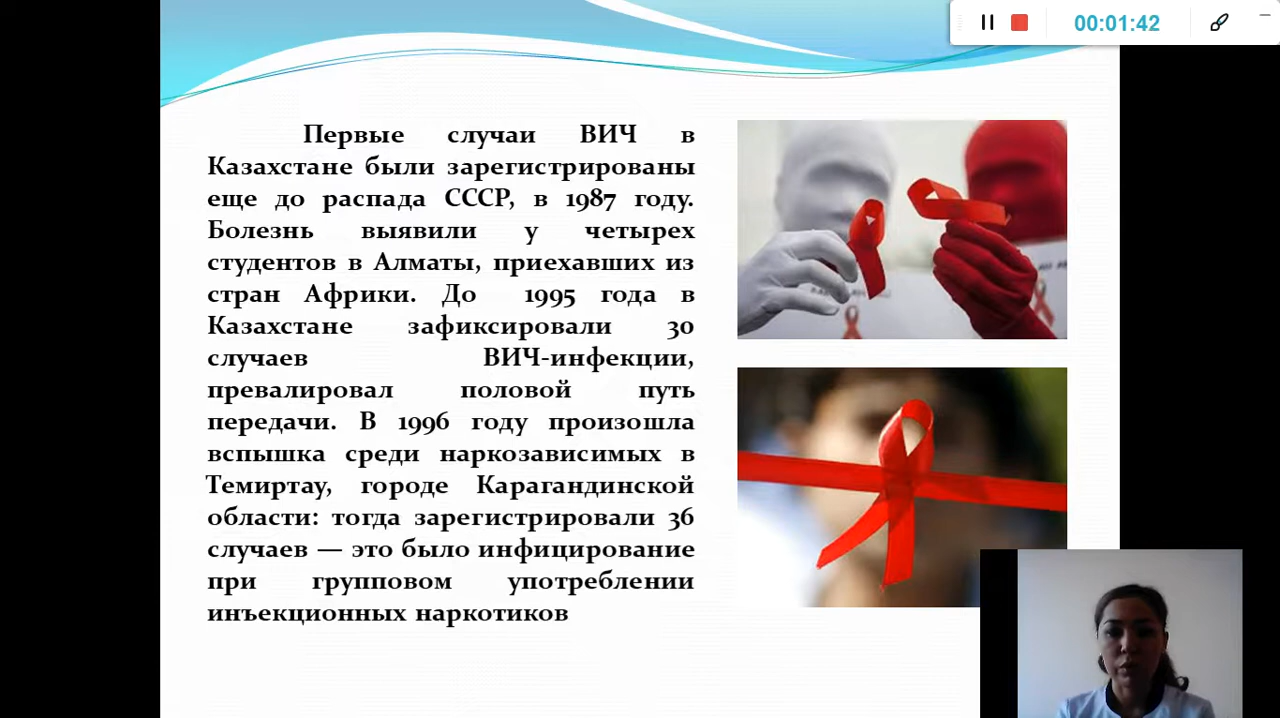 00:01:42
Первые случаи ВИЧ в
Казахстане были зарегистрированы
еще до распада СССР, в 1987 году.
Болезнь выявили у четырех
студентов в Алматы, приехавших из
стран Африки. До 1995 года в
Казахстане зафиксировали 30
случаев ВИЧ-инфекции,
превалировал половой путь
передачи. В 1996 году произошла
вспышка среди наркозависимых в
Темиртау, городе Карагандинской
области: тогда зарегистрировали 36
случаев — это было инфицирование
при групповом употреблении
инъекционных наркотиков